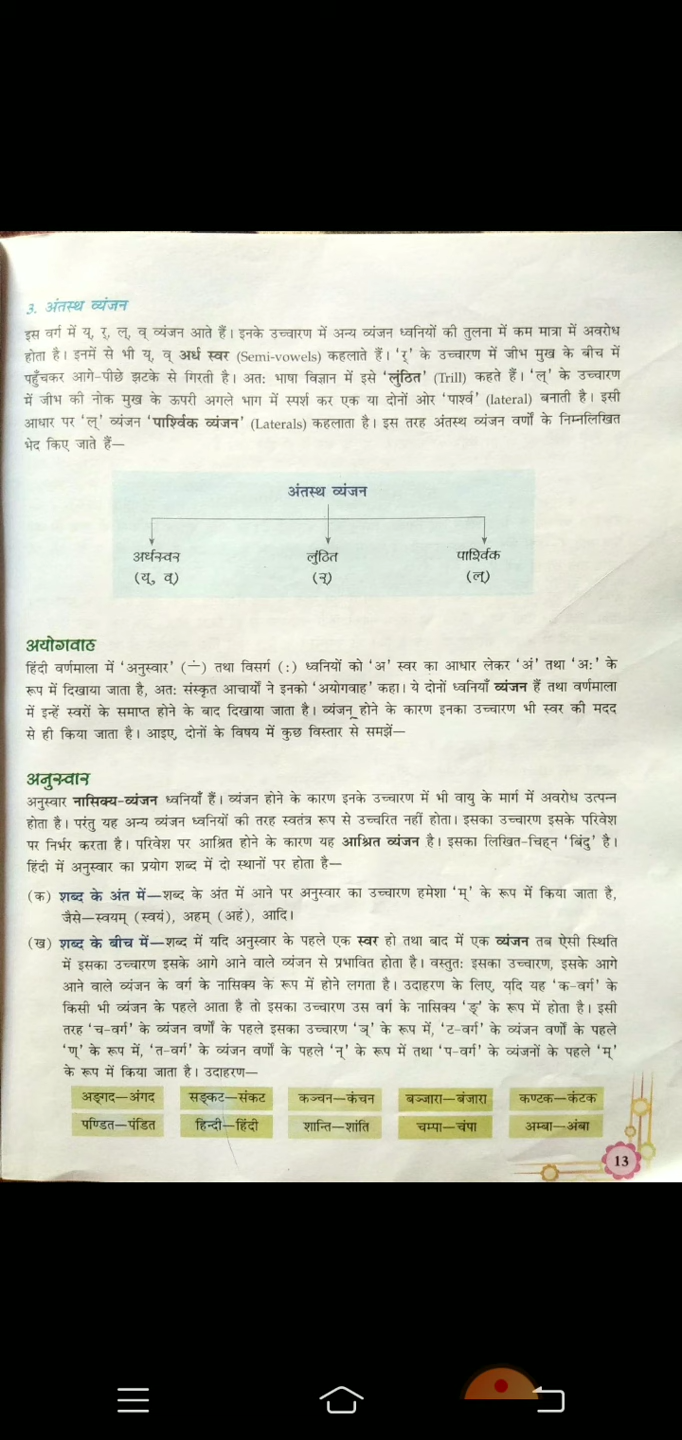 3. अंतस्थ व्यंजन
इस वर्ग में य्, र्, ल्, व् व्यंजन आते हैं। इनके उच्चारण में अन्य व्यंजन ध्वनियों की तुलना में कम मात्रा में अवरोध
होता है। इनमें से भी य्, व् अर्ध स्वर (Semi-vowels) कहलाते हैं। 'र्' के उच्चारण में जीभ मुख के बीच में
पहुँचकर आगे-पीछे झटके से गिरती है। अत: भाषा विज्ञान में इसे 'लुंठित' (Trill) कहते हैं। 'ल्' के उच्चारण
में जीभ की नोक मुख के ऊपरी अगले भाग में स्पर्श कर एक या दोनों ओर 'पार्श्व' (lateral) बनाती है। इसी
आधार पर 'ल्' व्यंजन 'पार्श्विक व्यंजन' (Laterals) कहलाता है। इस तरह अंतस्थ व्यंजन वर्णों के निम्नलिखित
भेद किए जाते हैं—
अंतस्थ व्यंजन
अर्धस्वर लुंठित पार्श्विक
(य्, व्) (र्) (ल्)
अयोगवाह
हिंदी वर्णमाला में 'अनुस्वार' (∸) तथा विसर्ग (:) ध्वनियों को 'अ' स्वर का आधार लेकर 'अं' तथा 'अ:' के
रूप में दिखाया जाता है, अत: संस्कृत आचार्यों ने इनको 'अयोगवाह' कहा। ये दोनों ध्वनियाँ व्यंजन हैं तथा वर्णमाला
में इन्हें स्वरों के समाप्त होने के बाद दिखाया जाता है। व्यंजन होने के कारण इनका उच्चारण भी स्वर की मदद
से ही किया जाता है। आइए, दोनों के विषय में कुछ विस्तार से समझें—
अनुस्वार
अनुस्वार नासिक्य-व्यंजन ध्वनियाँ हैं। व्यंजन होने के कारण इनके उच्चारण में भी वायु के मार्ग में अवरोध उत्पन्न
होता है। परंतु यह अन्य व्यंजन ध्वनियों की तरह स्वतंत्र रूप से उच्चरित नहीं होता। इसका उच्चारण इसके परिवेश
पर निर्भर करता है। परिवेश पर आश्रित होने के कारण यह आश्रित व्यंजन है। इसका लिखित-चिह्न 'बिंदु' है।
हिंदी में अनुस्वार का प्रयोग शब्द में दो स्थानों पर होता है—
(क) शब्द के अंत में—शब्द के अंत में आने पर अनुस्वार का उच्चारण हमेशा 'म्' के रूप में किया जाता है,
जैसे—स्वयम् (स्वयं), अहम् (अहं), आदि।
(ख) शब्द के बीच में—शब्द में यदि अनुस्वार के पहले एक स्वर हो तथा बाद में एक व्यंजन तब ऐसी स्थिति
में इसका उच्चारण इसके आगे आने वाले व्यंजन से प्रभावित होता है। वस्तुत: इसका उच्चारण, इसके आगे
आने वाले व्यंजन के वर्ग के नासिक्य के रूप में होने लगता है। उदाहरण के लिए, यदि यह 'क-वर्ग' के
किसी भी व्यंजन के पहले आता है तो इसका उच्चारण उस वर्ग के नासिक्य 'ङ्' के रूप में होता है। इसी
तरह 'च-वर्ग' के व्यंजन वर्णों के पहले इसका उच्चारण 'ञ्' के रूप में, 'ट-वर्ग' के व्यंजन वर्णों के पहले
'ण्' के रूप में, 'त-वर्ग' के व्यंजन वर्णों के पहले 'न्' के रूप में तथा 'प-वर्ग' के व्यंजनों के पहले 'म्'
के रूप में किया जाता है। उदाहरण—
अङ्गद—अंगद सङ्कट—संकट कञ्चन—कंचन बञ्जारा—बंजारा कण्टक—कंटक
पण्डित—पंडित हिन्दी—हिंदी शान्ति—शांति चम्पा—चंपा अम्बा—अंबा
13